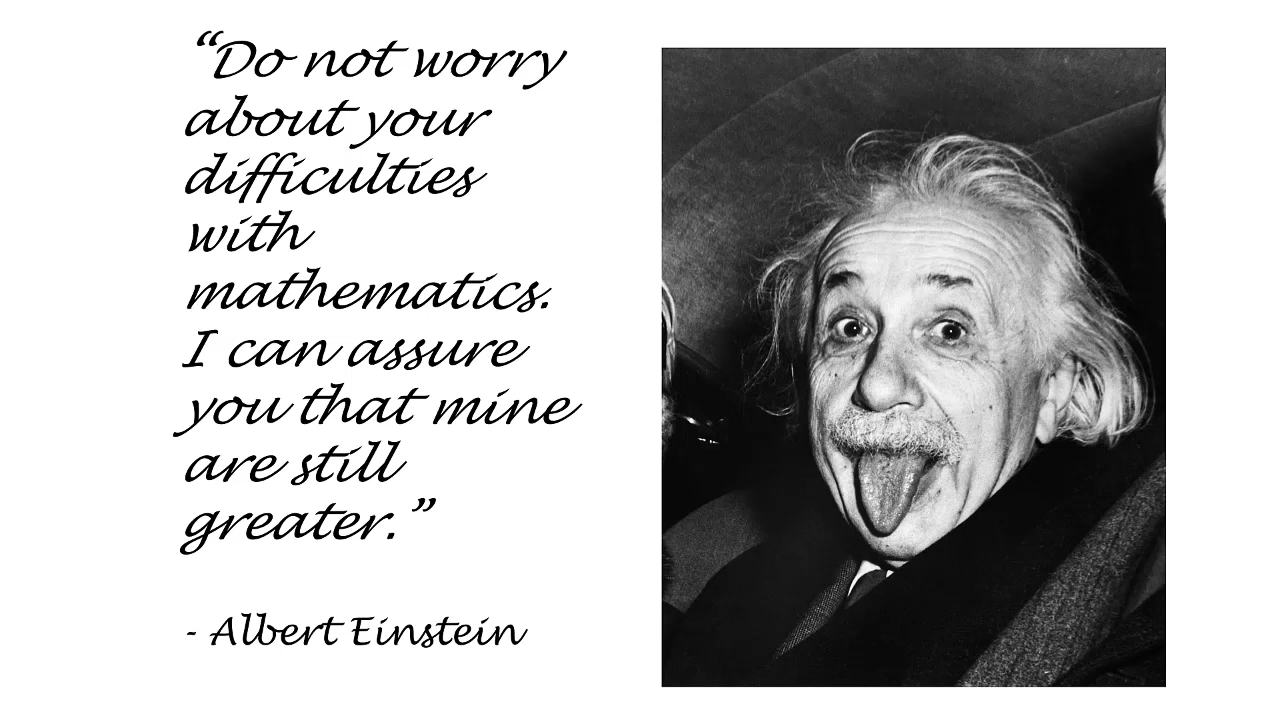 “Do not worry
about your
difficulties
with
mathematics.
I can assure
you that mine
are still
greater.”
- Albert Einstein